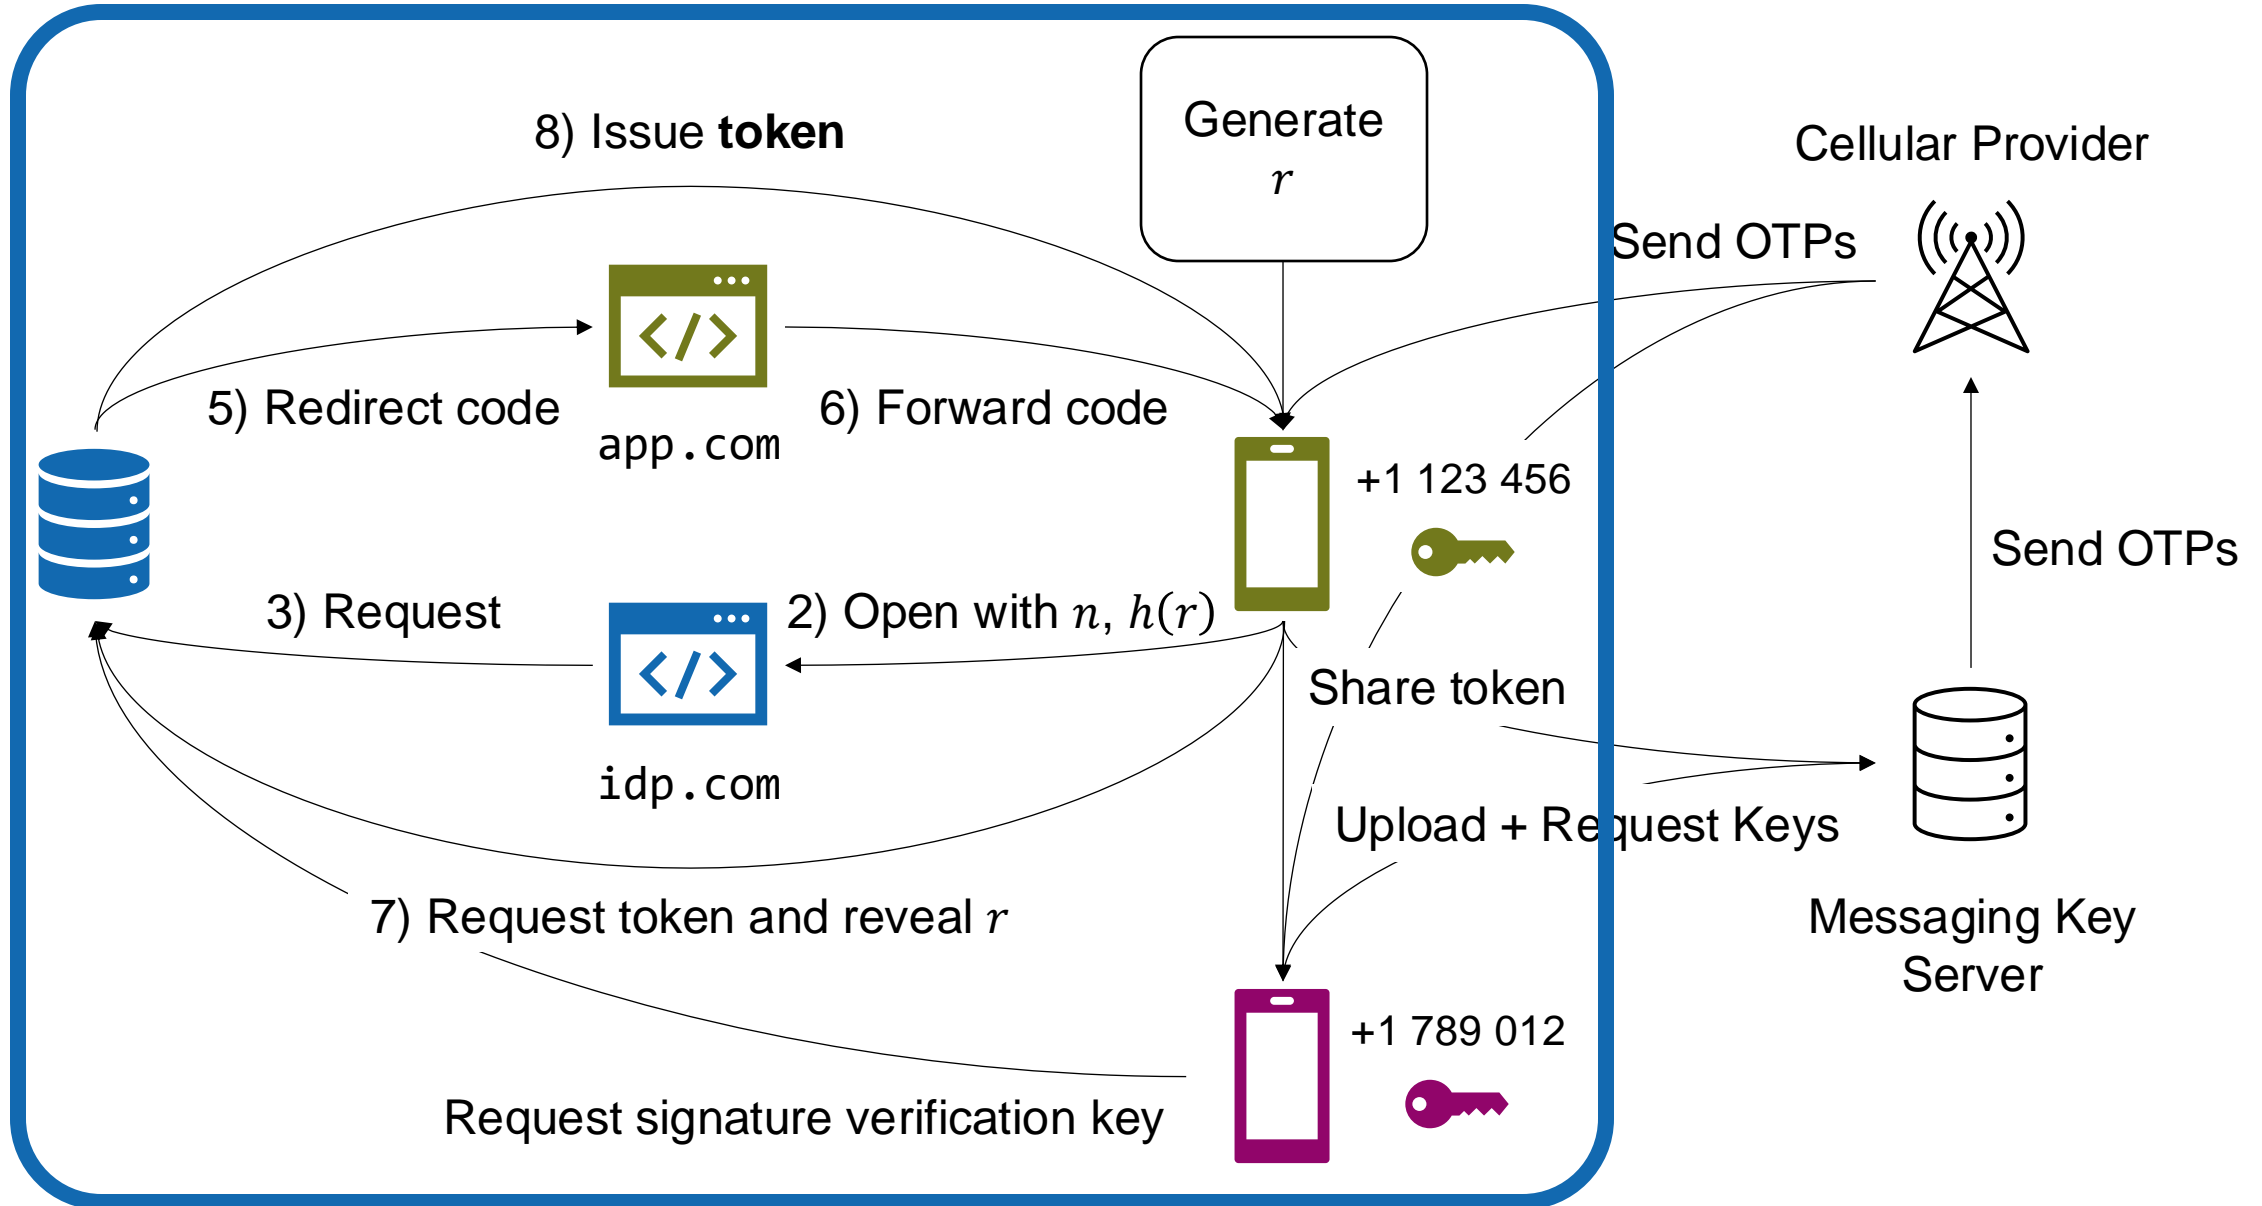 Generate
r
8) Issue token
Cellular Provider
Send OTPs
5) Redirect code
6) Forward code
app.com
+1 123 456
Send OTPs
3) Request
2) Open with n, h(r)
Share token
idp.com
Upload + Request Keys
7) Request token and reveal r
Messaging Key
Server
+1 789 012
Request signature verification key